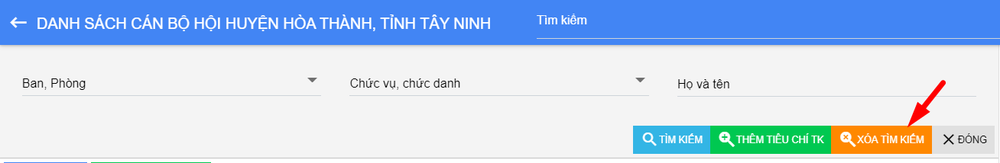 DANH SÁCH CÁN BỘ HỘI HUYỆN HÒA THÀNH, TỈNH TÂY NINH
Tìm kiếm
Ban, Phòng
Chức vụ, chức danh
Họ và tên
TÌM KIẾM
THÊM TIÊU CHÍ TK
XÓA TÌM KIẾM
ĐÓNG